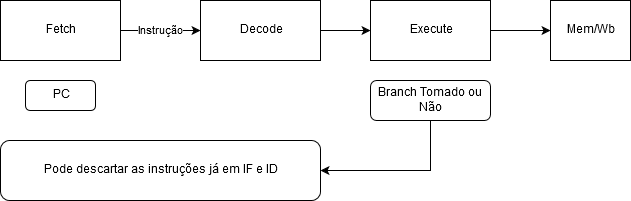 Fetch
Instrução
Decode
Execute
Mem/Wb
PC
Branch Tomado ou
Não
Pode descartar as instruções já em IF e ID